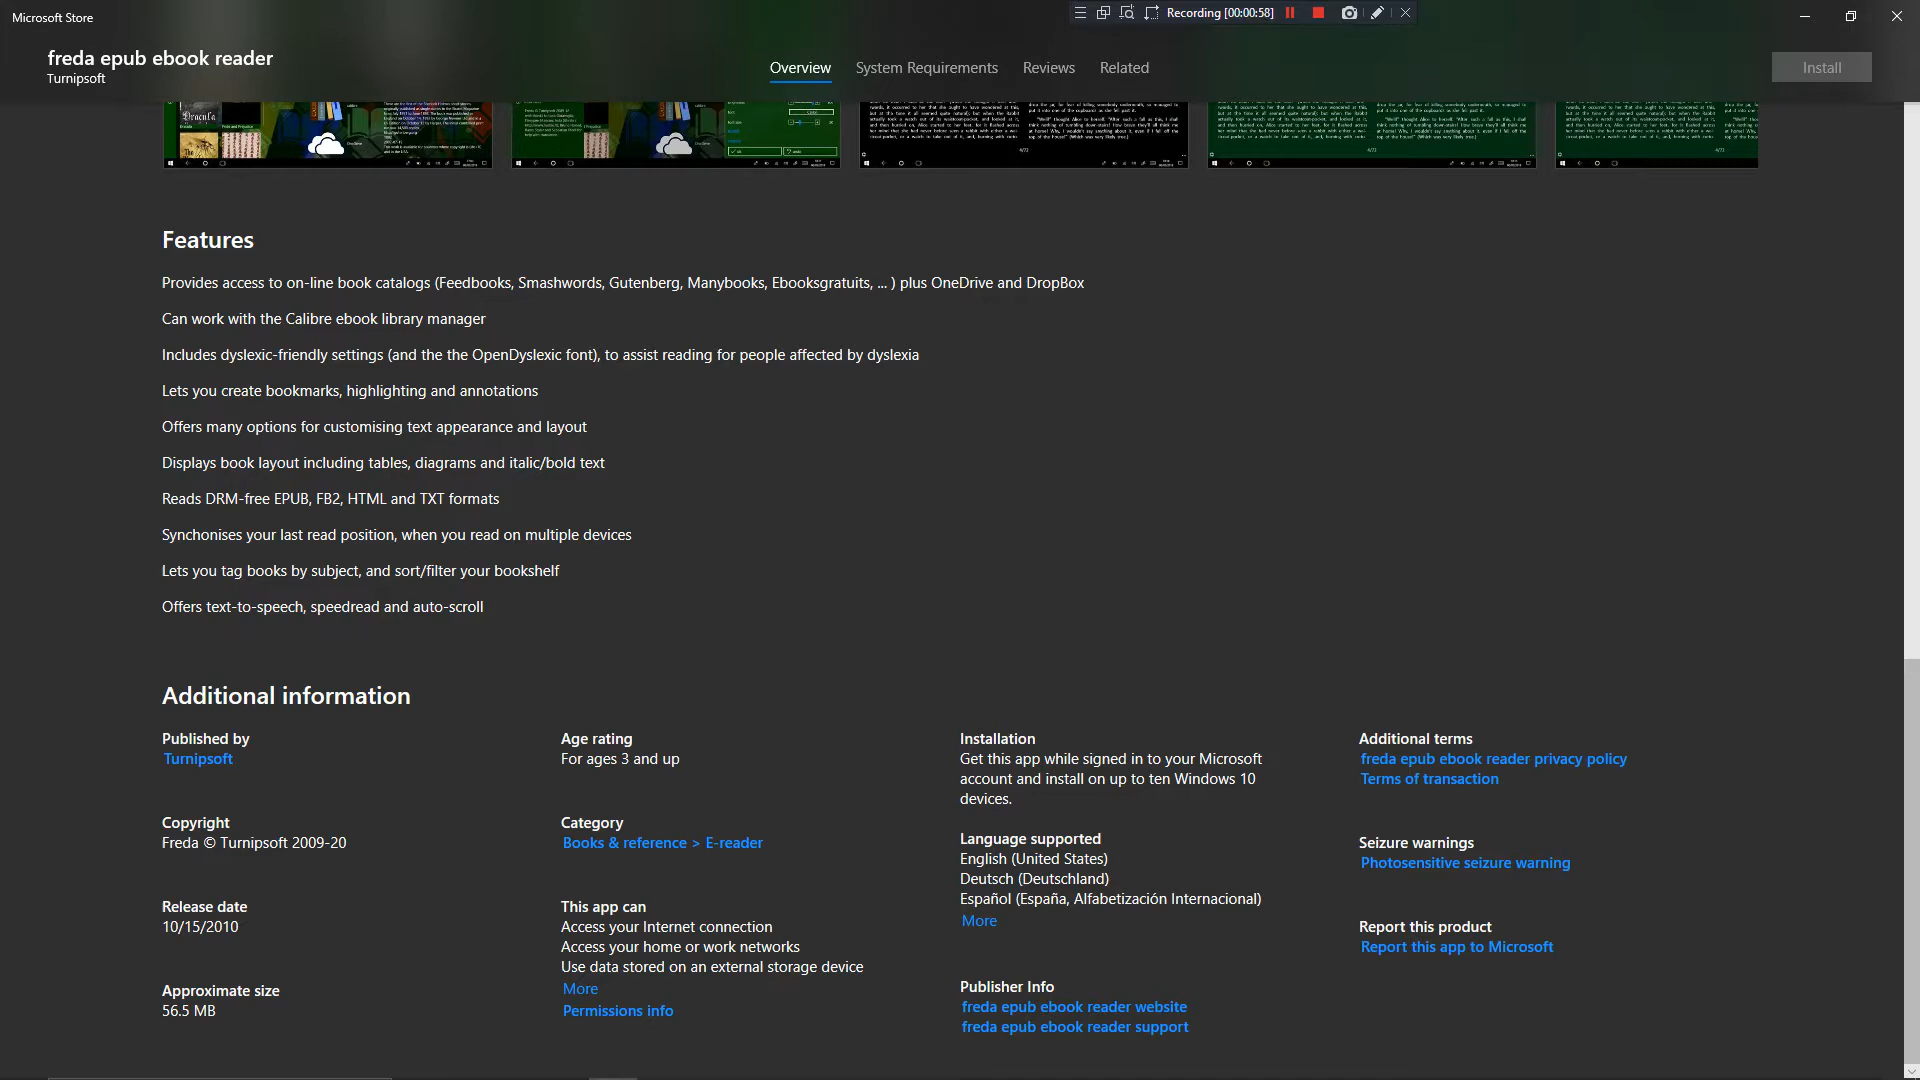 Microsoft Store
Recording [00:00:58]
freda epub ebook reader
Turnipsoft
Overview
System Requirements
Reviews
Related
Install
Features
Provides access to on-line book catalogs (Feedbooks, Smashwords, Gutenberg, Manybooks, Ebooksgratuits, ... ) plus OneDrive and DropBox
Can work with the Calibre ebook library manager
Includes dyslexic-friendly settings (and the the OpenDyslexic font), to assist reading for people affected by dyslexia
Lets you create bookmarks, highlighting and annotations
Offers many options for customising text appearance and layout
Displays book layout including tables, diagrams and italic/bold text
Reads DRM-free EPUB, FB2, HTML and TXT formats
Synchonises your last read position, when you read on multiple devices
Lets you tag books by subject, and sort/filter your bookshelf
Offers text-to-speech, speedread and auto-scroll
Additional information
Published by
Turnipsoft
Copyright
Freda © Turnipsoft 2009-20
Release date
10/15/2010
Approximate size
56.5 MB
Age rating
For ages 3 and up
Category
Books & reference > E-reader
This app can
Access your Internet connection
Access your home or work networks
Use data stored on an external storage device
More
Permissions info
Installation
Get this app while signed in to your Microsoft
account and install on up to ten Windows 10
devices.
Language supported
English (United States)
Deutsch (Deutschland)
Español (España, Alfabetización Internacional)
More
Publisher Info
freda epub ebook reader website
freda epub ebook reader support
Additional terms
freda epub ebook reader privacy policy
Terms of transaction
Seizure warnings
Photosensitive seizure warning
Report this product
Report this app to Microsoft